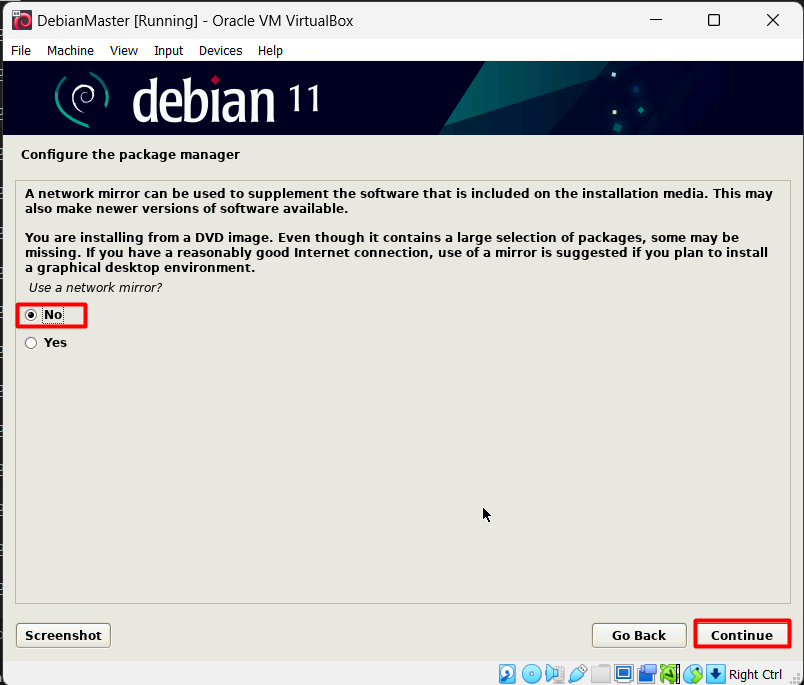 DebianMaster [Running] - Oracle VM VirtualBox
File Machine View Input Devices Help
debian 11
Configure the package manager
A network mirror can be used to supplement the software that is included on the installation media. This may
also make newer versions of software available.
You are installing from a DVD image. Even though it contains a large selection of packages, some may be
missing. If you have a reasonably good Internet connection, use of a mirror is suggested if you plan to install
a graphical desktop environment.
Use a network mirror?
No
Yes
Screenshot Go Back Continue
Right Ctrl